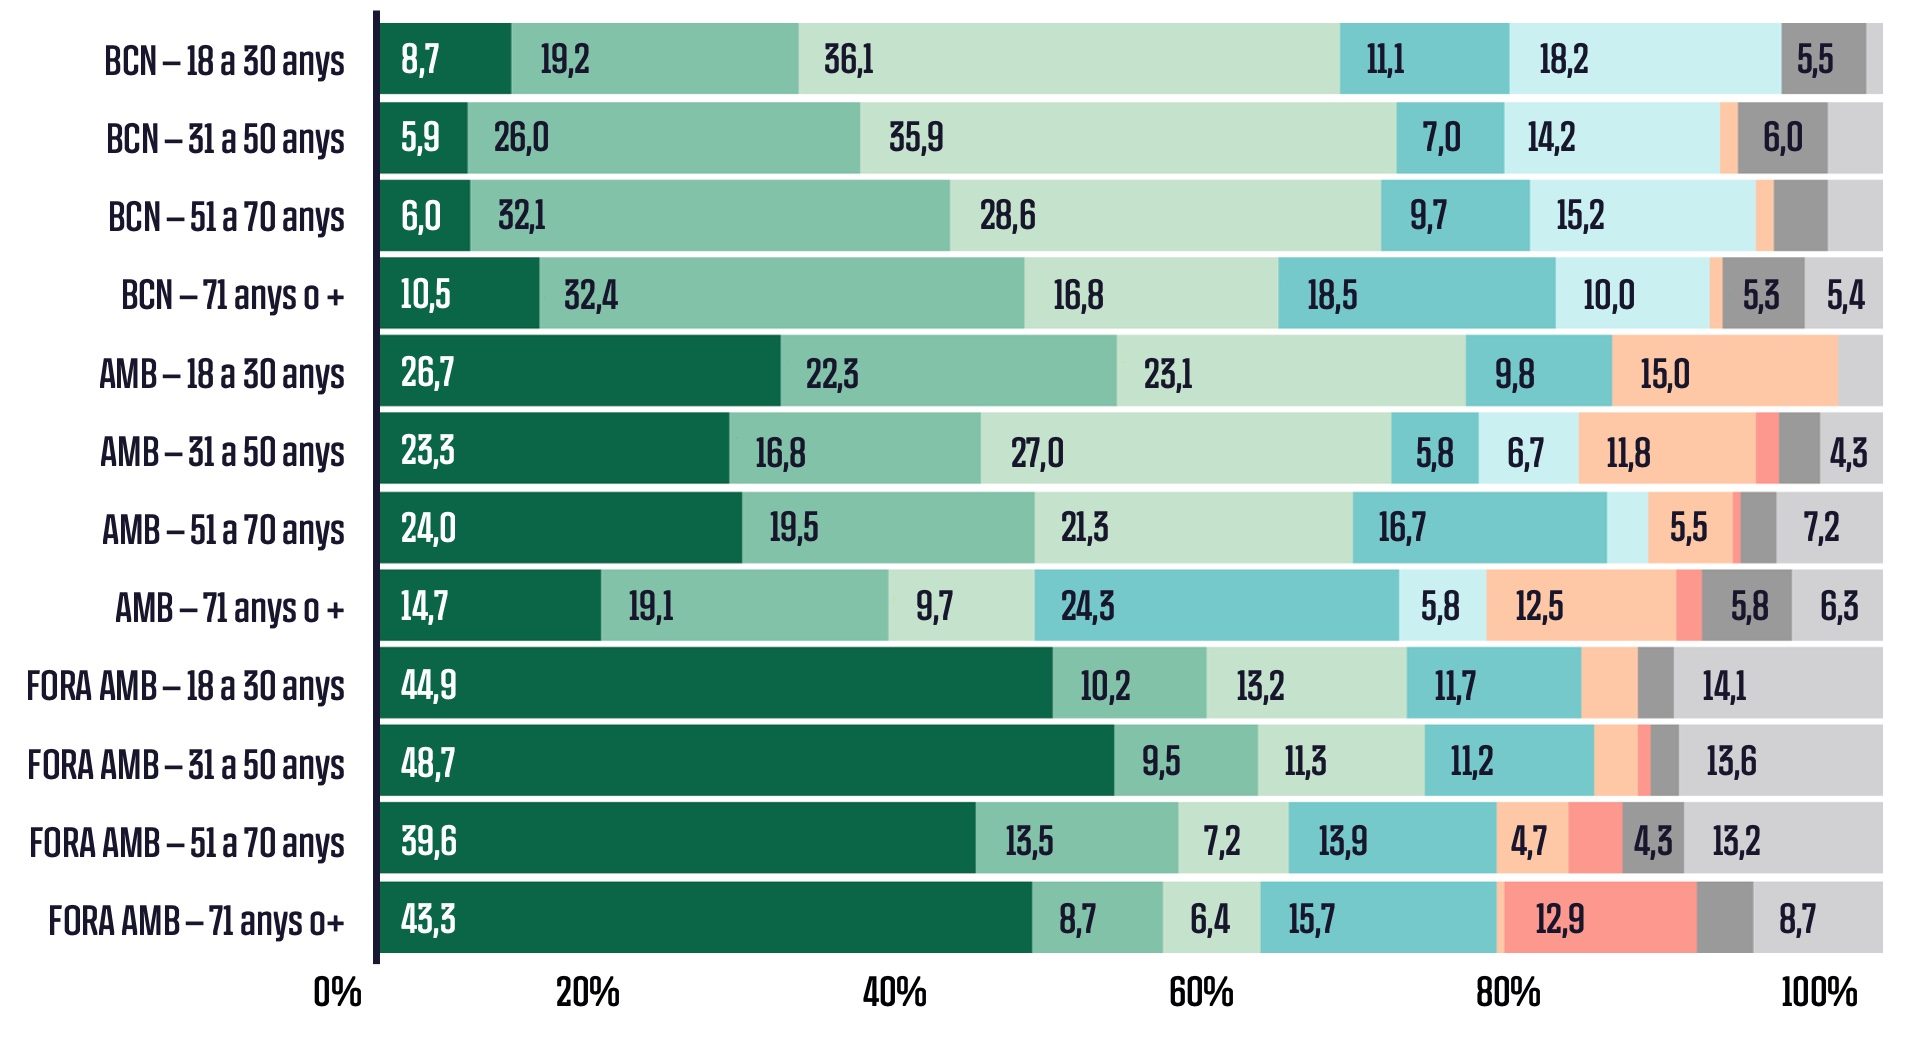 BCN – 18 a 30 anys 8,7 19,2 36,1 11,1 18,2 5,5
BCN – 31 a 50 anys 5,9 26,0 35,9 7,0 14,2 6,0
BCN – 51 a 70 anys 6,0 32,1 28,6 9,7 15,2
BCN – 71 anys o + 10,5 32,4 16,8 18,5 10,0 5,3 5,4
AMB – 18 a 30 anys 26,7 22,3 23,1 9,8 15,0
AMB – 31 a 50 anys 23,3 16,8 27,0 5,8 6,7 11,8 4,3
AMB – 51 a 70 anys 24,0 19,5 21,3 16,7 5,5 7,2
AMB – 71 anys o + 14,7 19,1 9,7 24,3 5,8 12,5 5,8 6,3
FORA AMB – 18 a 30 anys 44,9 10,2 13,2 11,7 14,1
FORA AMB – 31 a 50 anys 48,7 9,5 11,3 11,2 13,6
FORA AMB – 51 a 70 anys 39,6 13,5 7,2 13,9 4,7 4,3 13,2
FORA AMB – 71 anys o+ 43,3 8,7 6,4 15,7 12,9 8,7
0% 20% 40% 60% 80% 100%